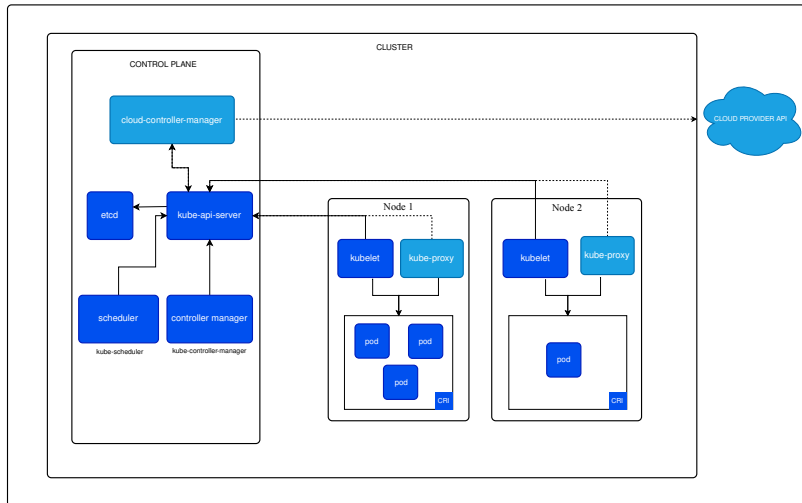 CLUSTER
CONTROL PLANE
cloud-controller-manager
CLOUD PROVIDER API
etcd
kube-api-server
scheduler
controller manager
kube-scheduler
kube-controller-manager
Node 1
kubelet
kube-proxy
pod
pod
pod
CRI
Node 2
kubelet
kube-proxy
pod
CRI